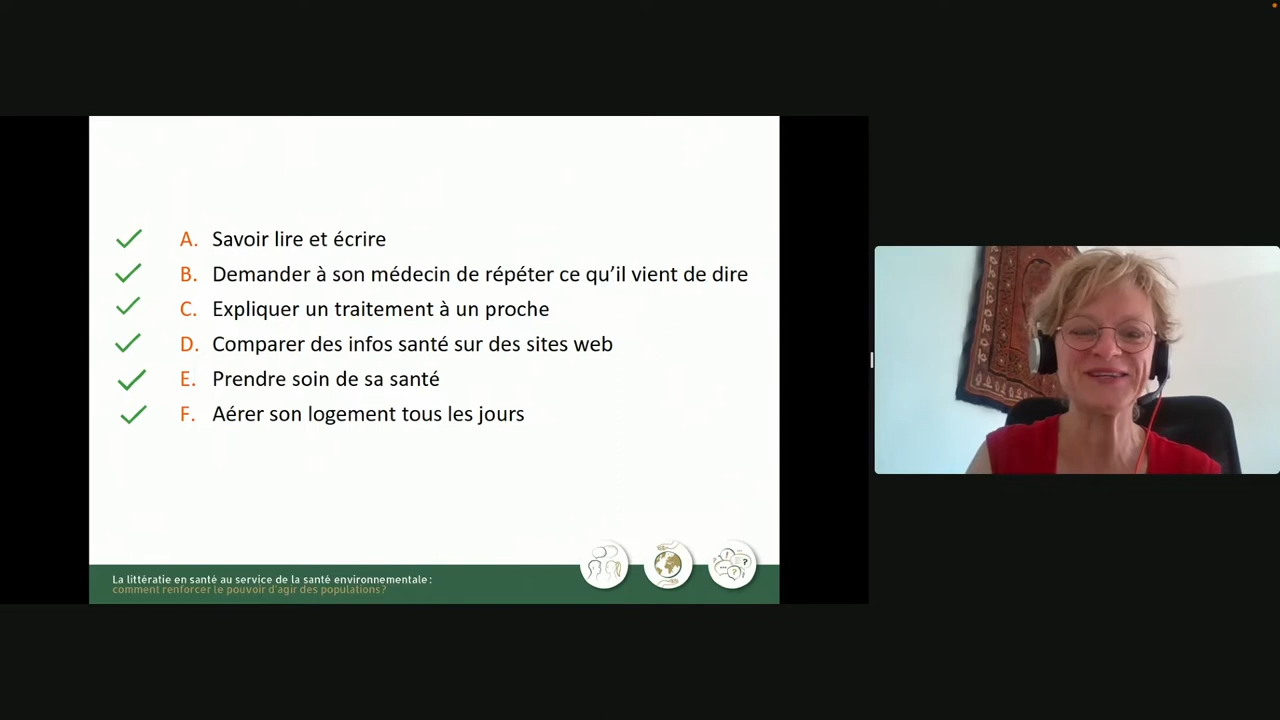 A. Savoir lire et écrire
B. Demander à son médecin de répéter ce qu’il vient de dire
C. Expliquer un traitement à un proche
D. Comparer des infos santé sur des sites web
E. Prendre soin de sa santé
F. Aérer son logement tous les jours
La littératie en santé au service de la santé environnementale :
comment renforcer le pouvoir d'agir des populations ?